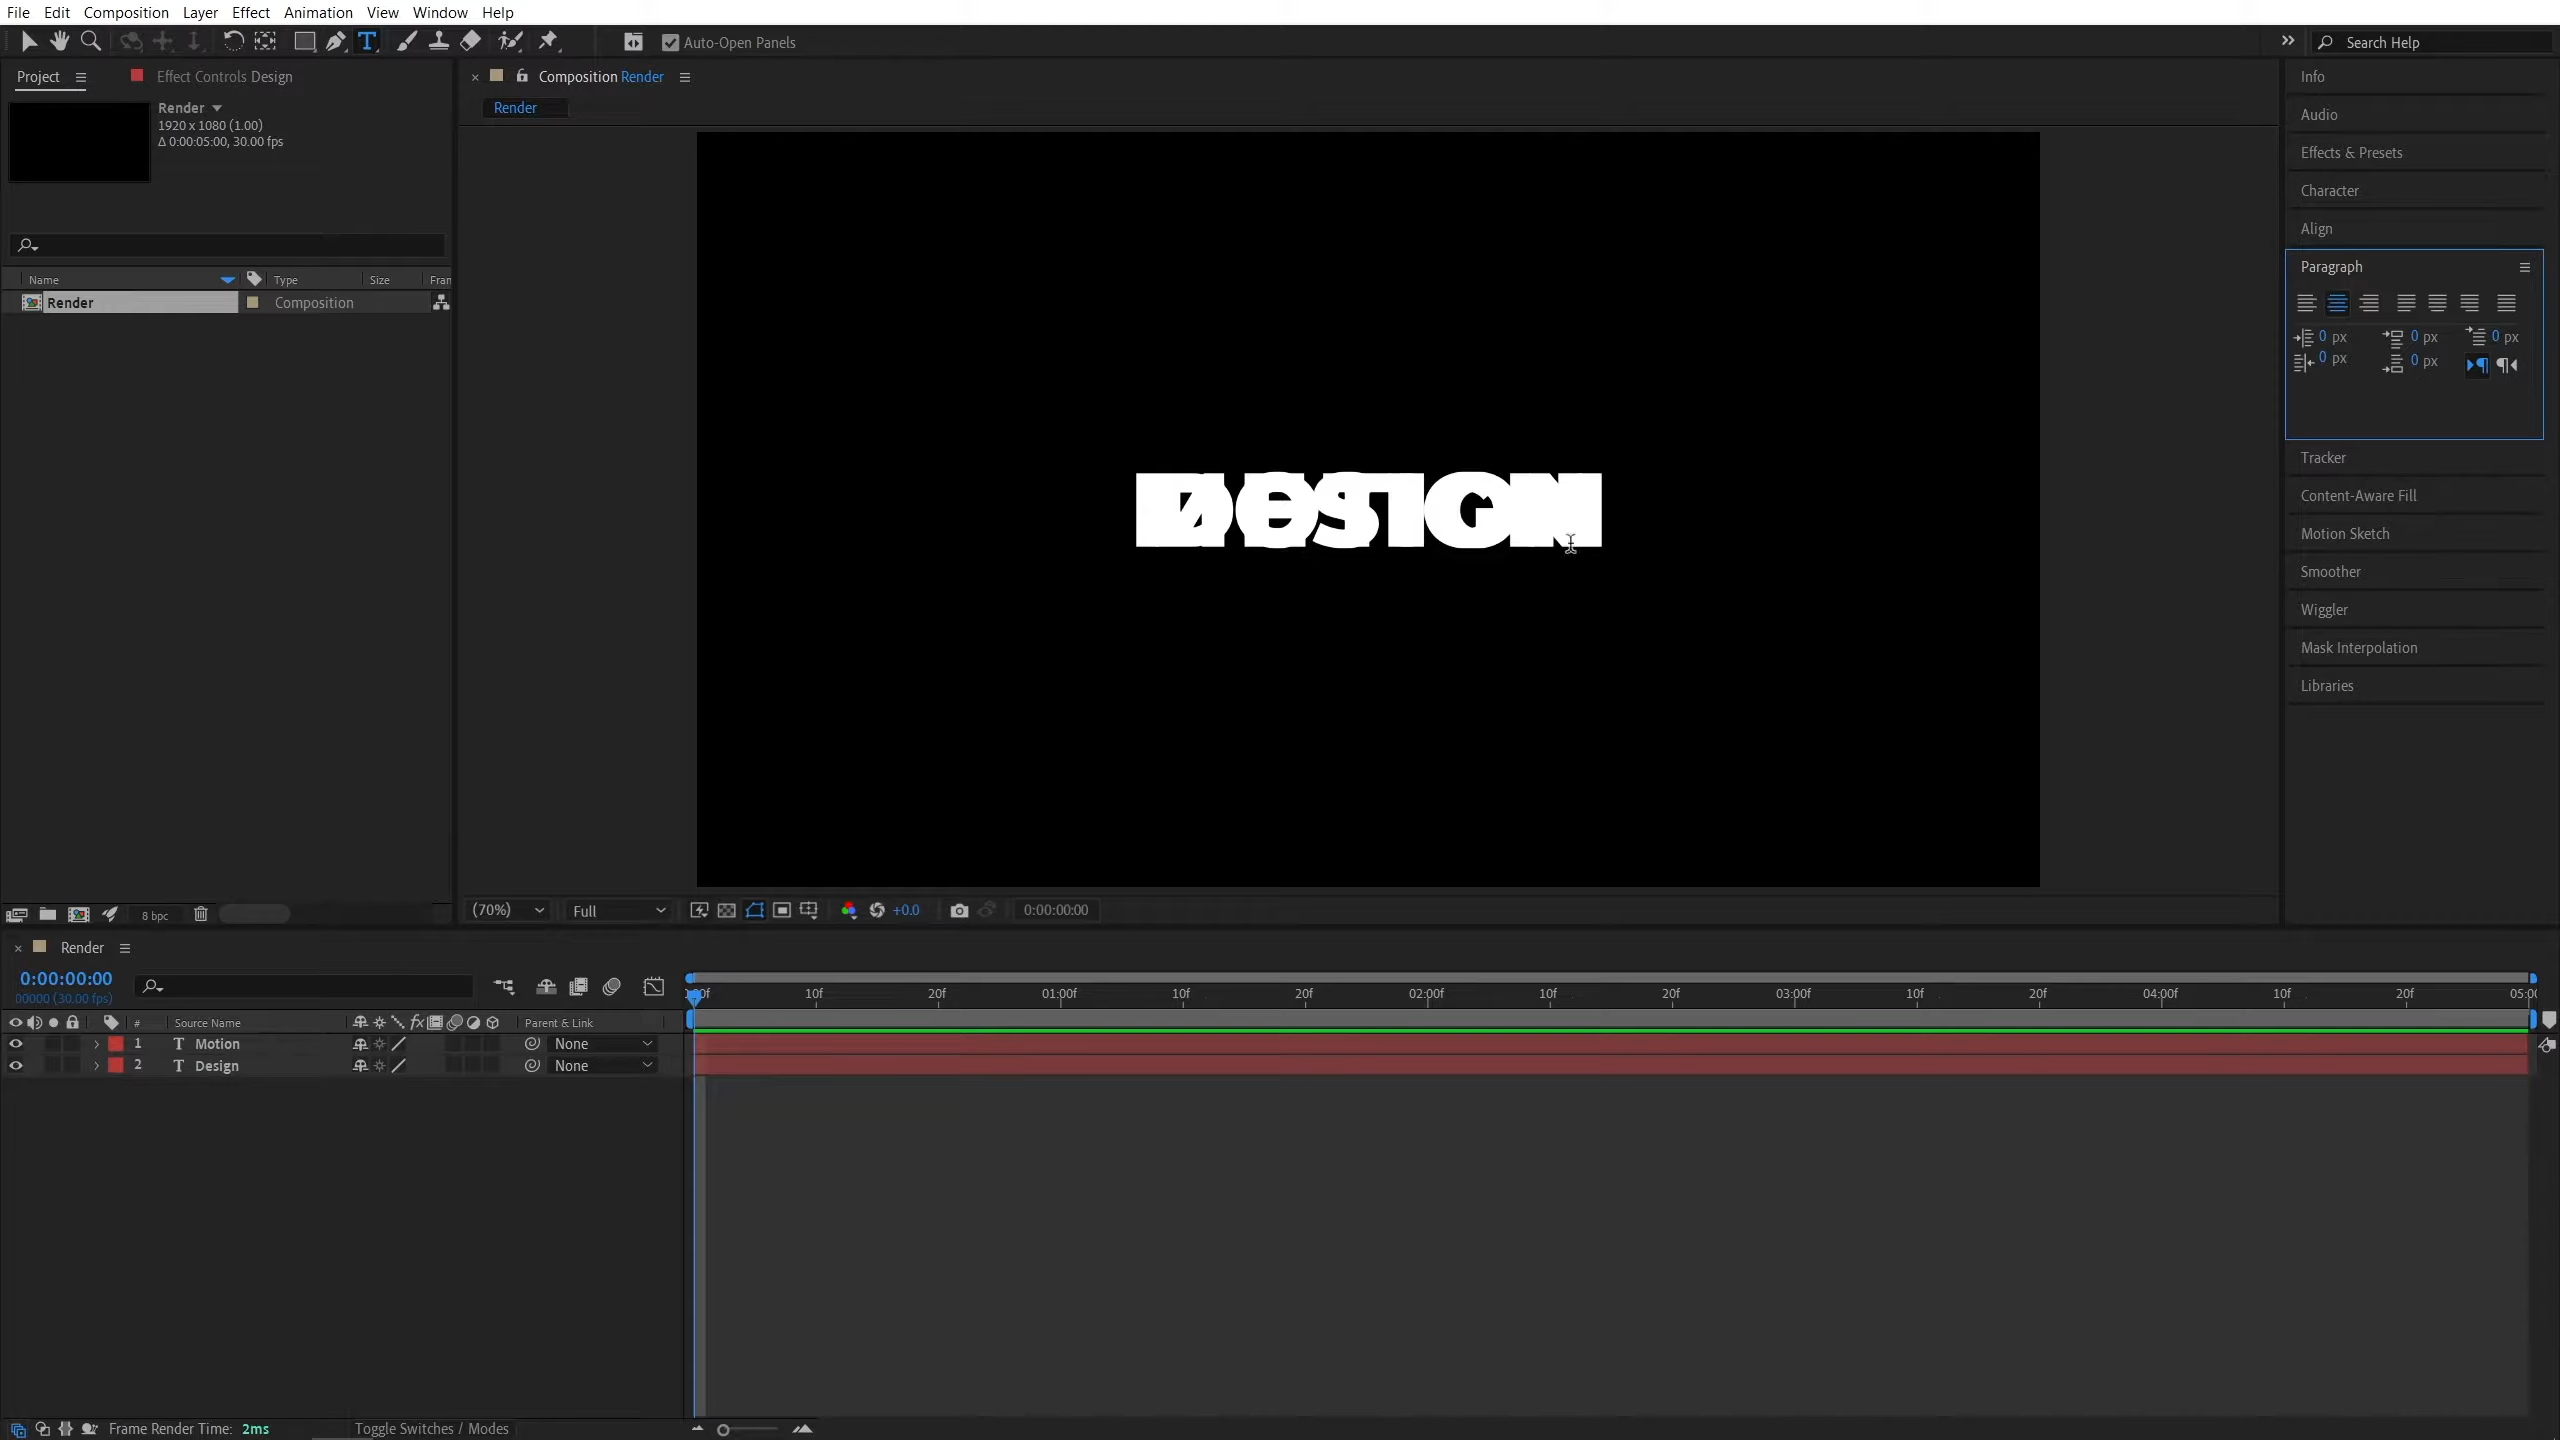 File Edit Composition Layer Effect Animation View Window Help
Auto-Open Panels
Search Help
Project
Effect Controls Design
Render
1920 x 1080 (1.00)
Δ 0:00:05:00, 30.00 fps
Name Type Size Fran
Render Composition
8 bpc
Composition Render
Render
DESIGN
(70%) Full +0.0 0:00:00:00
Info
Audio
Effects & Presets
Character
Align
Paragraph
0 px 0 px 0 px
0 px 0 px
Tracker
Content-Aware Fill
Motion Sketch
Smoother
Wiggler
Mask Interpolation
Libraries
Render
0:00:00:00
00000 (30.00 fps)
:00f 10f 20f 01:00f 10f 20f 02:00f 10f 20f 03:00f 10f 20f 04:00f 10f 20f 05:00
# Source Name fx Parent & Link
1 T Motion None
2 T Design None
Frame Render Time: 2ms
Toggle Switches / Modes